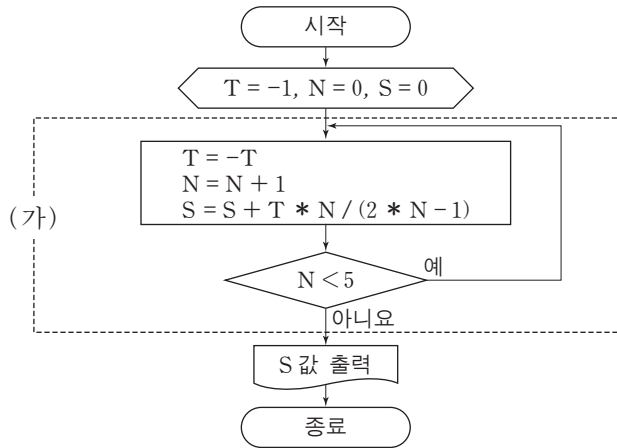 시작
T = -1, N = 0, S = 0
(가)
T = -T
N = N + 1
S = S + T * N / (2 * N - 1)
N < 5
예
아니요
S 값 출력
종료